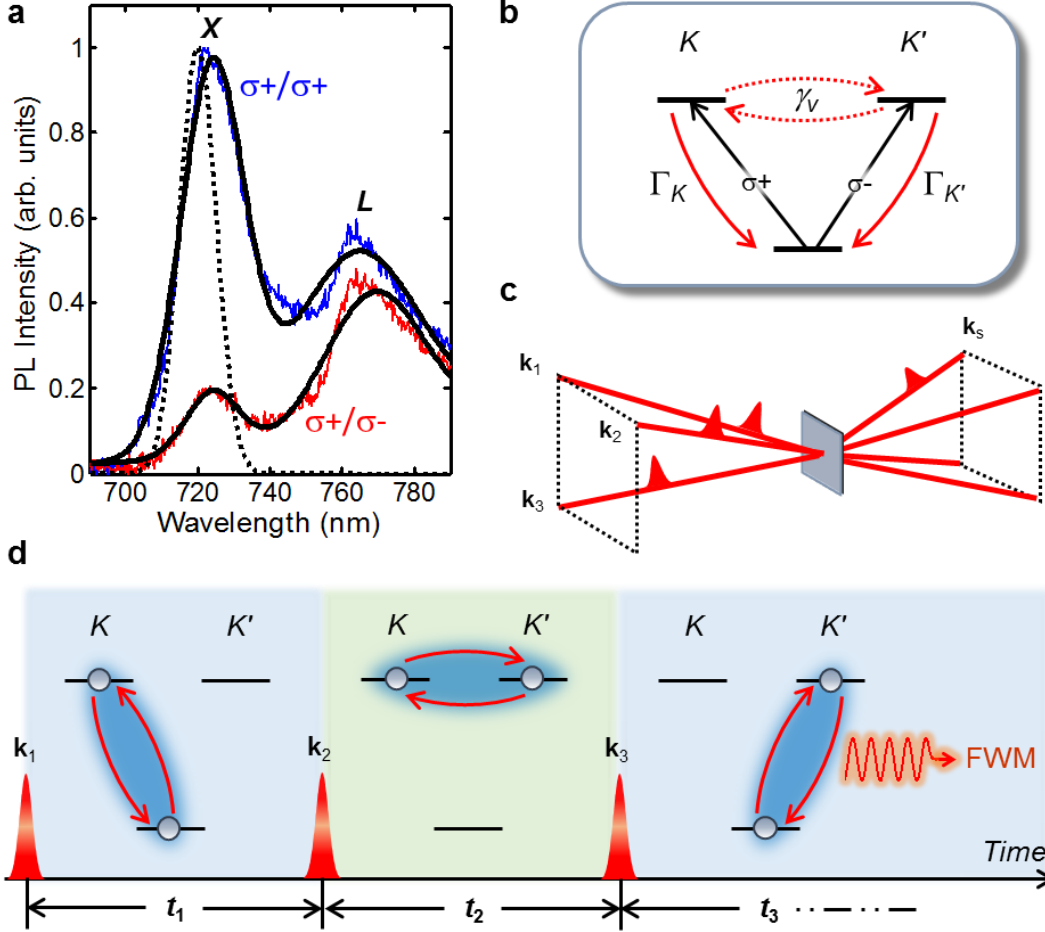 a
X
PL Intensity (arb. units)
1
0.8
0.6
0.4
0.2
0
σ+/σ+
L
σ+/σ-
700 720 740 760 780
Wavelength (nm)
b
K K'
γv
ΓK σ+ σ- ΓK'
c
k1
k2
k3
ks
d
K K' K K' K K'
k1 k2 k3
FWM
Time
t1 t2 t3